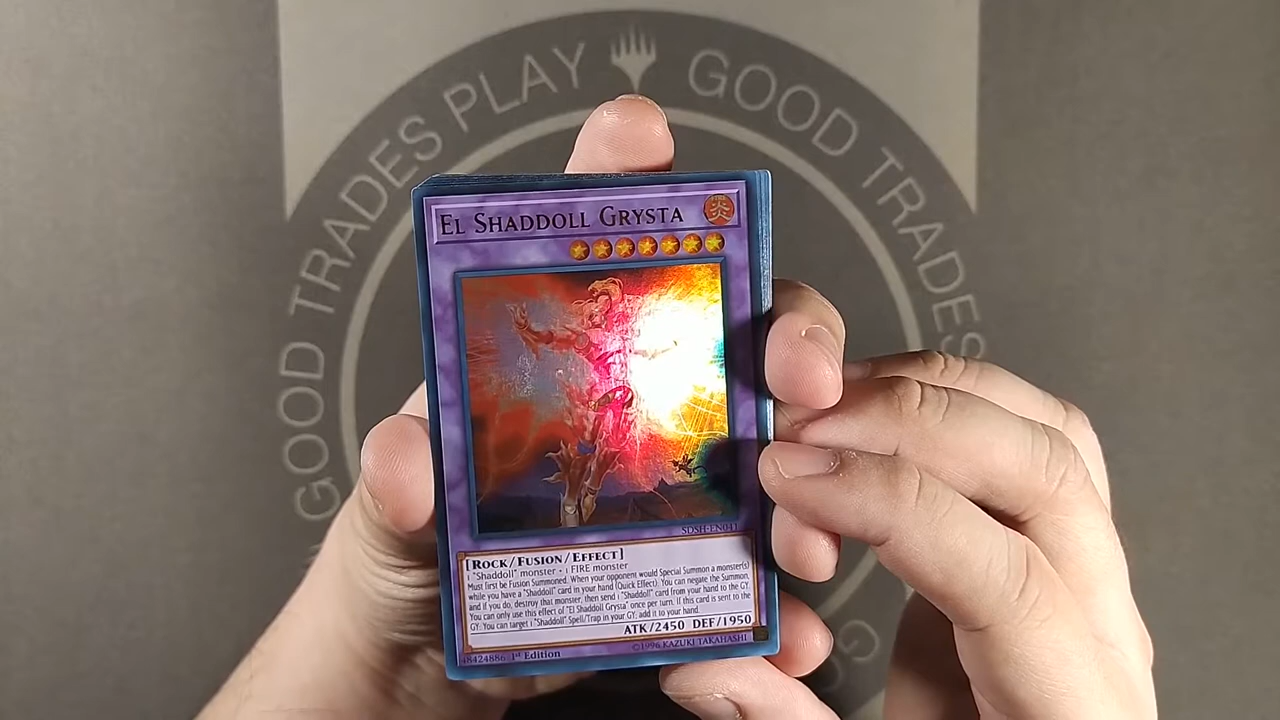 GOOD TRADES PLAY GOOD TRADES
GOO
EL SHADDOLL GRYSTA
炎
SDSH-EN041
[ROCK/FUSION/EFFECT]
1 "Shaddoll" monster + 1 FIRE monster
Must first be Fusion Summoned. When your opponent would Special Summon a monster(s)
while you have a "Shaddoll" card in your hand (Quick Effect): You can negate the Summon,
and if you do, destroy that monster, then send 1 "Shaddoll" card from your hand to the GY.
You can only use this effect of "El Shaddoll Grysta" once per turn. If this card is sent to the
GY: You can target 1 "Shaddoll" Spell/Trap in your GY; add it to your hand.
ATK/2450 DEF/1950
48424886 1st Edition
©1996 KAZUKI TAKAHASHI